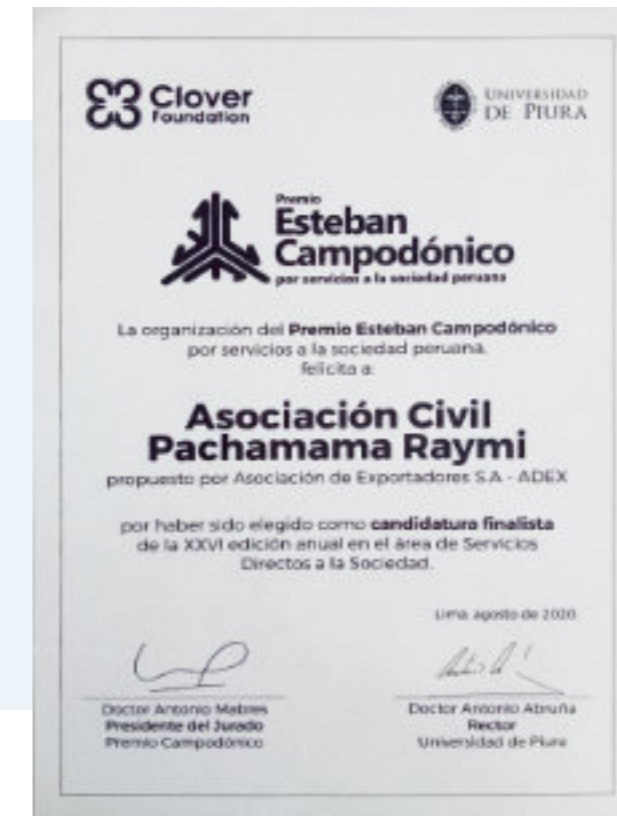 Clover
Foundation
UNIVERSIDAD
DE PIURA
Premio
Esteban
Campodónico
por servicios a la sociedad peruana
La organización del Premio Esteban Campodónico
por servicios a la sociedad peruana,
felicita a:
Asociación Civil
Pachamama Raymi
propuesto por Asociación de Exportadores S.A - ADEX
por haber sido elegido como candidatura finalista
de la XXVI edición anual en el área de Servicios
Directos a la Sociedad.
Lima, agosto de 2020
Doctor Antonio Mabres
Presidente del Jurado
Premio Campodónico
Doctor Antonio Abruña
Rector
Universidad de Piura